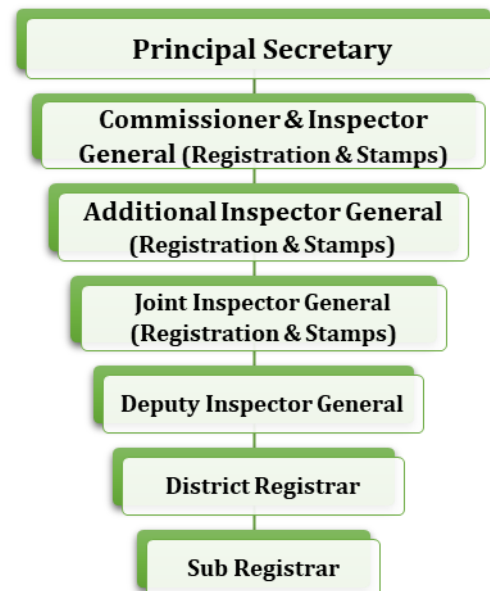 Principal Secretary
Commissioner & Inspector
General (Registration & Stamps)
Additional Inspector General
(Registration & Stamps)
Joint Inspector General
(Registration & Stamps)
Deputy Inspector General
District Registrar
Sub Registrar